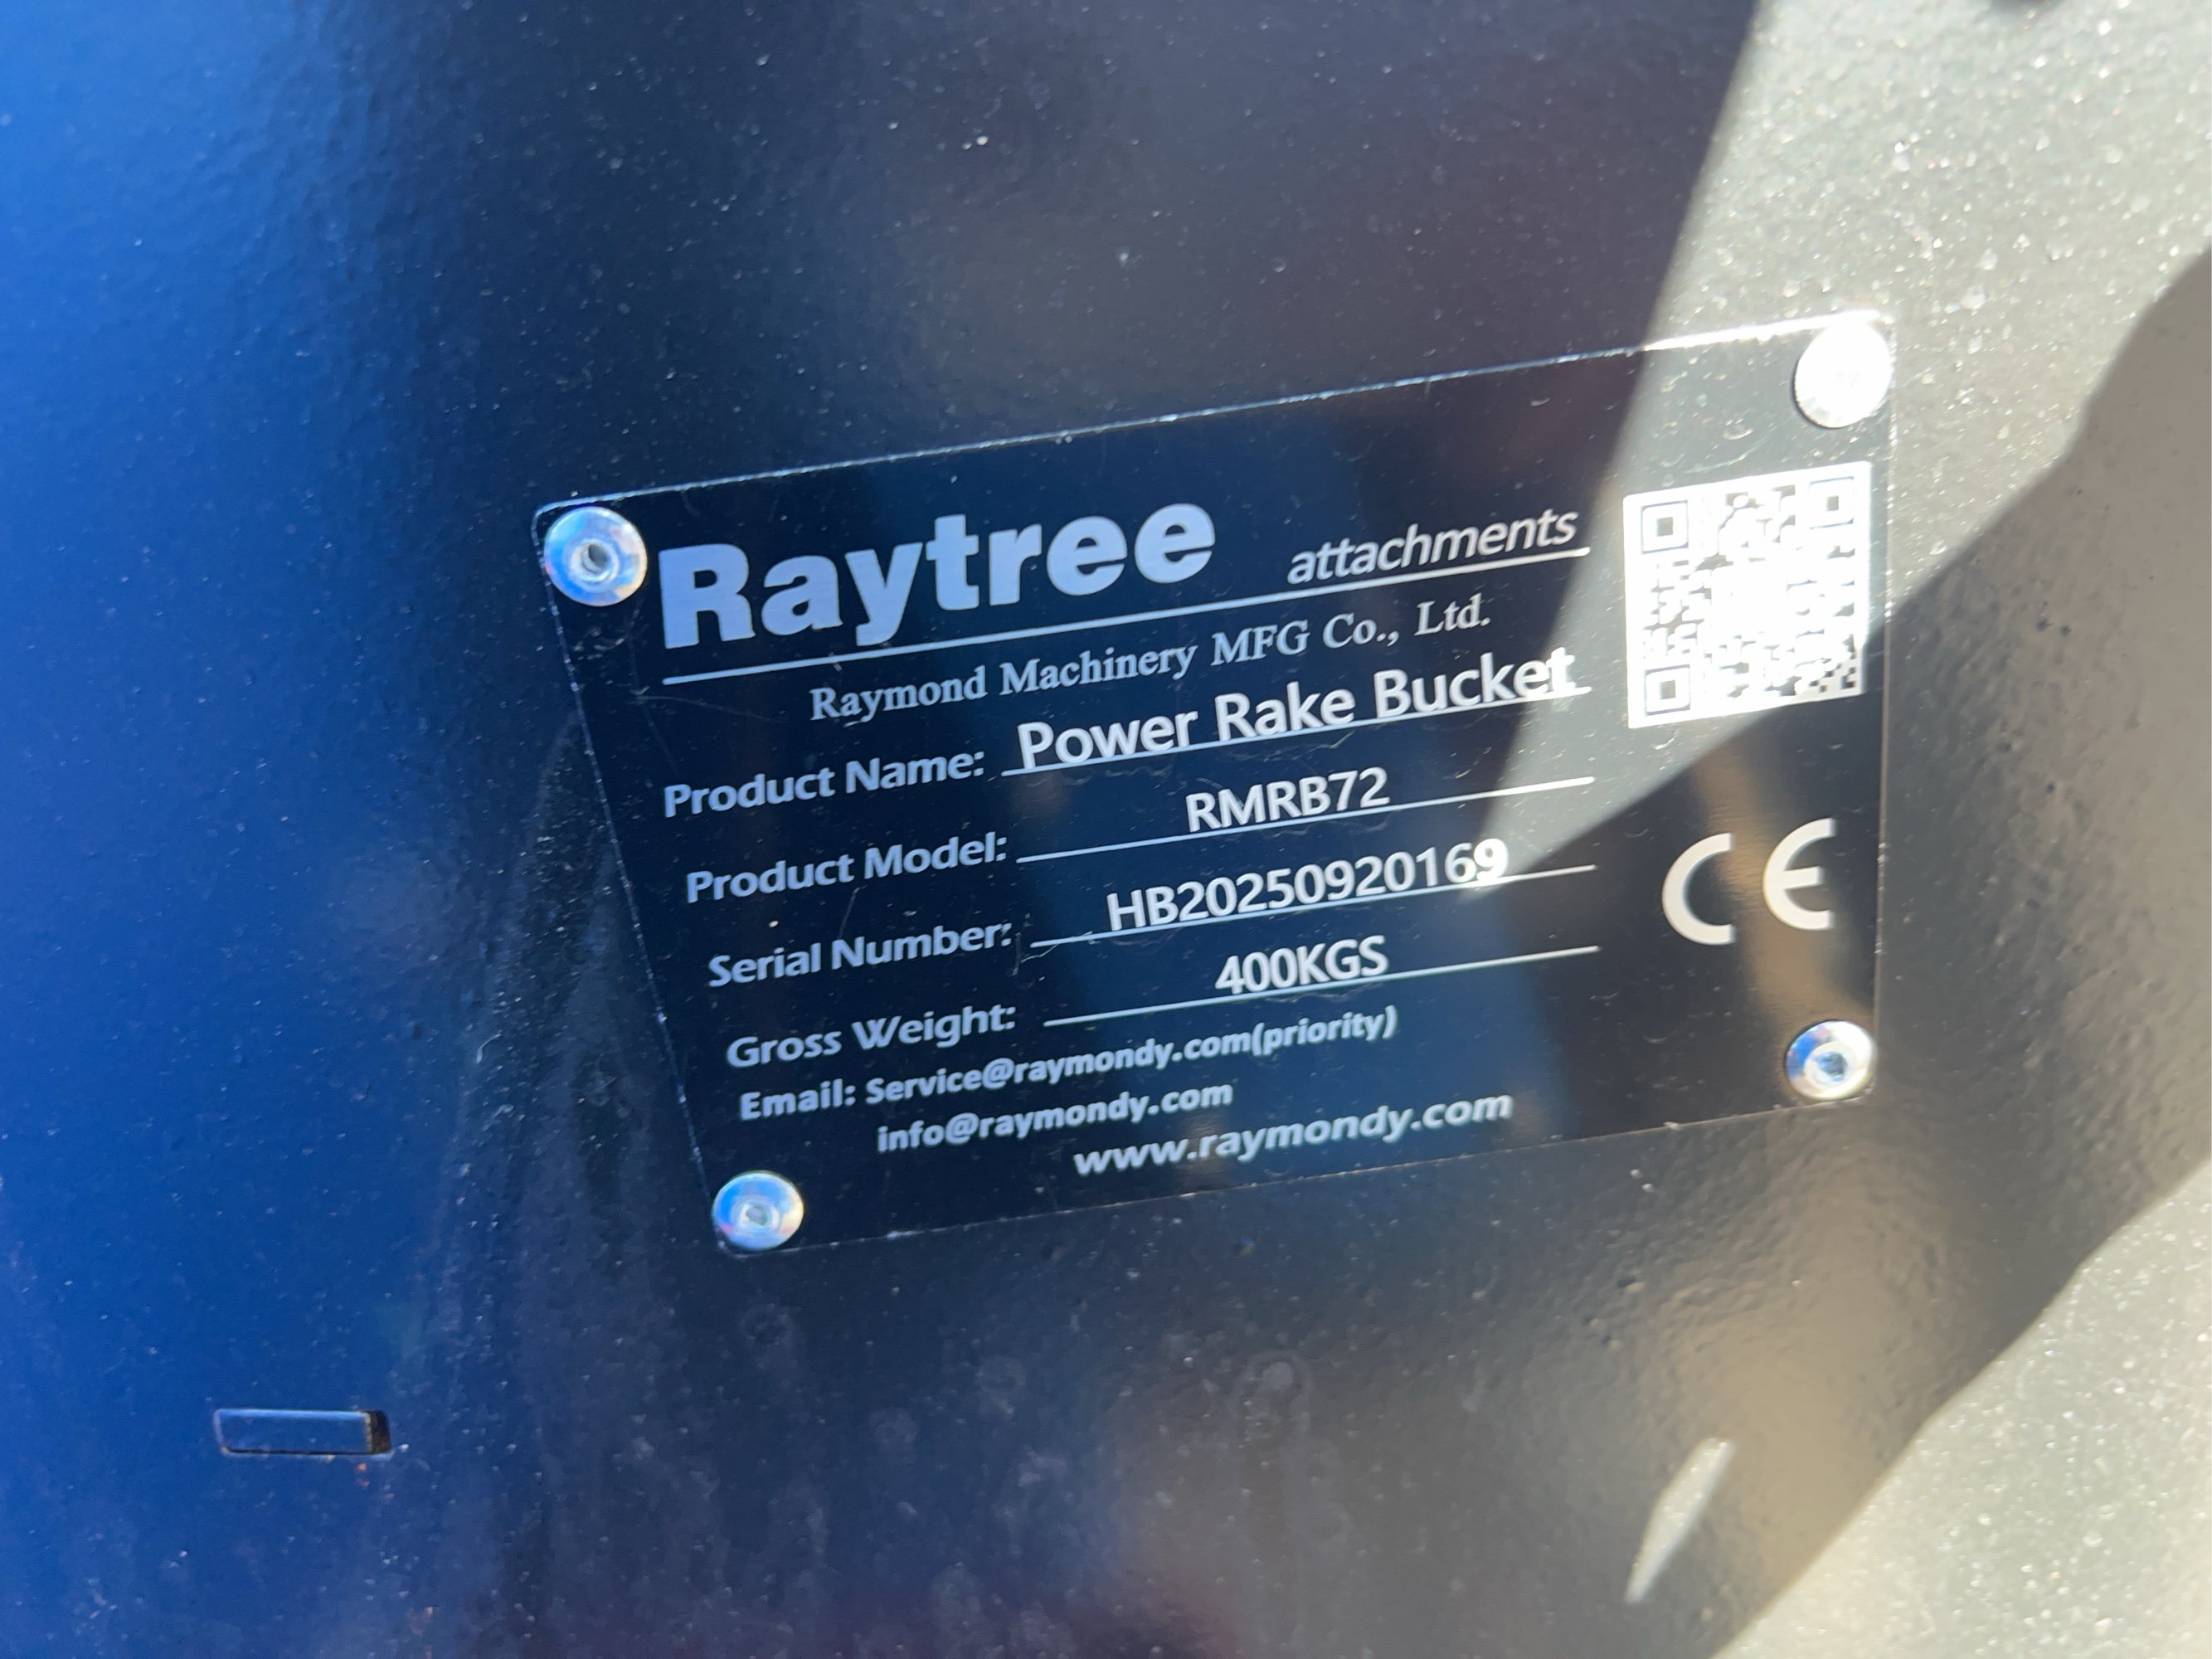 Raytree attachments
Raymond Machinery MFG Co., Ltd.
Product Name: Power Rake Bucket
Product Model: RMRB72
Serial Number: HB20250920169
Gross Weight: 400KGS
Email: Service@raymondy.com(priority)
info@raymondy.com
www.raymondy.com
CE